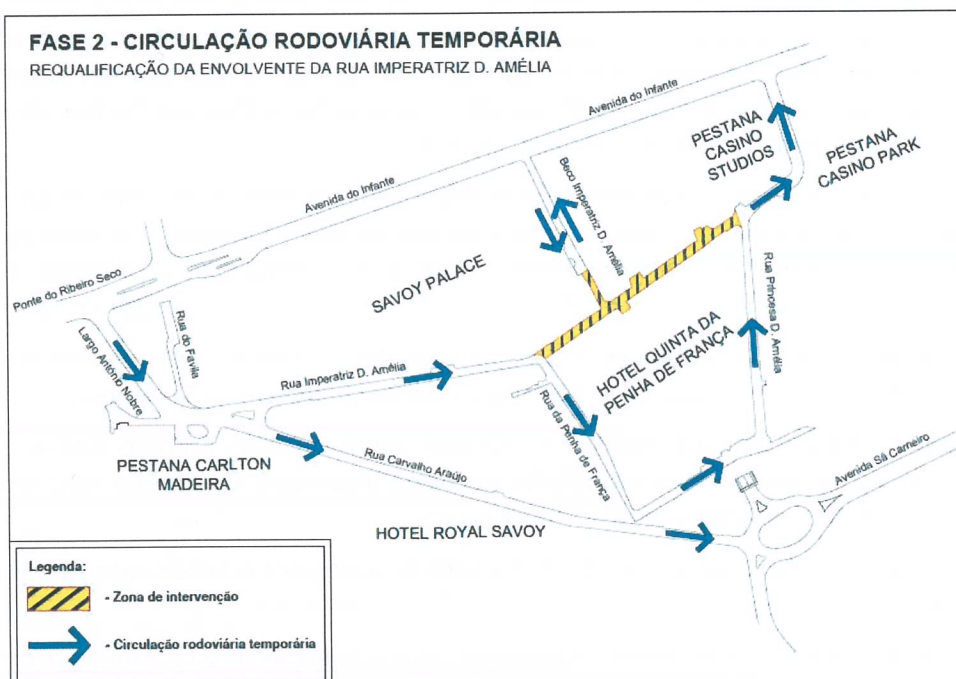 FASE 2 - CIRCULAÇÃO RODOVIÁRIA TEMPORÁRIA
REQUALIFICAÇÃO DA ENVOLVENTE DA RUA IMPERATRIZ D. AMÉLIA
Avenida do Infante
PESTANA
CASINO
STUDIOS
PESTANA
CASINO PARK
Avenida do Infante
Beco Imperatriz D. Amélia
Ponte do Ribeiro Seco
SAVOY PALACE
Rua Princesa D. Amélia
Largo António Nobre
Rua do Favila
HOTEL QUINTA DA
PENHA DE FRANÇA
Rua Imperatriz D. Amélia
Rua da Penha de França
PESTANA CARLTON
MADEIRA
Rua Carvalho Araújo
Avenida Sá Carneiro
HOTEL ROYAL SAVOY
Legenda:
- Zona de intervenção
- Circulação rodoviária temporária